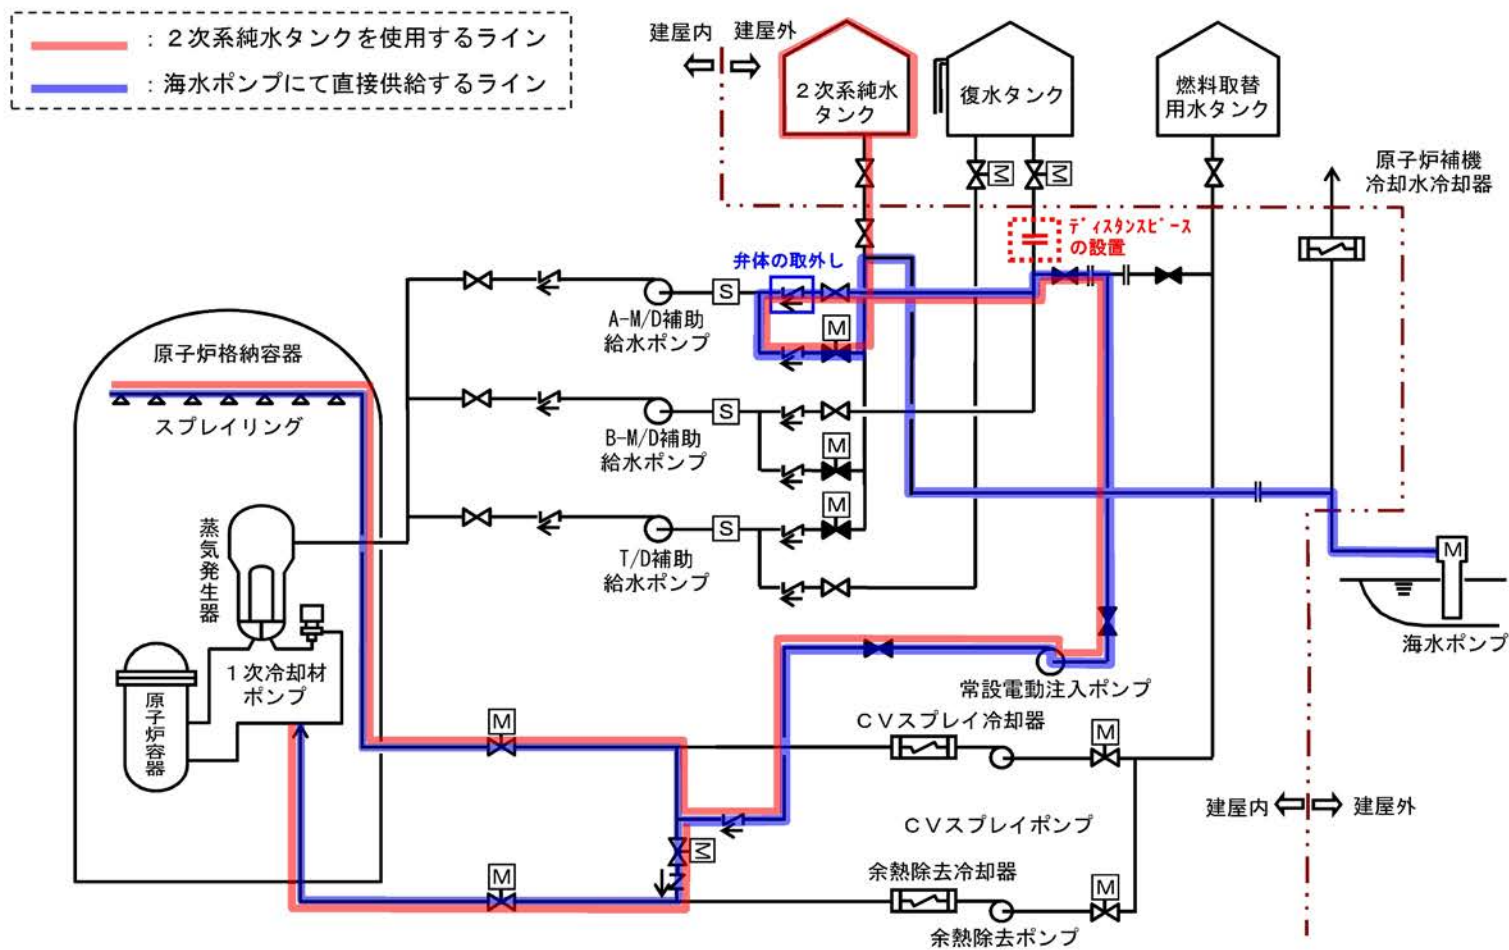 ：２次系純水タンクを使用するライン
：海水ポンプにて直接供給するライン
建屋内
建屋外
２次系純水
タンク
復水タンク
燃料取替
用水タンク
原子炉補機
冷却水冷却器
M
M
ディスタンスピース
の設置
弁体の取外し
S
A-M/D補助
給水ポンプ
M
原子炉格納容器
スプレイリング
S
B-M/D補助
給水ポンプ
M
M
S
T/D補助
給水ポンプ
蒸気発生器
M
海水ポンプ
１次冷却材
ポンプ
原子炉容器
常設電動注入ポンプ
M
ＣＶスプレイ冷却器
M
建屋内
建屋外
ＣＶスプレイポンプ
M
M
余熱除去冷却器
M
余熱除去ポンプ